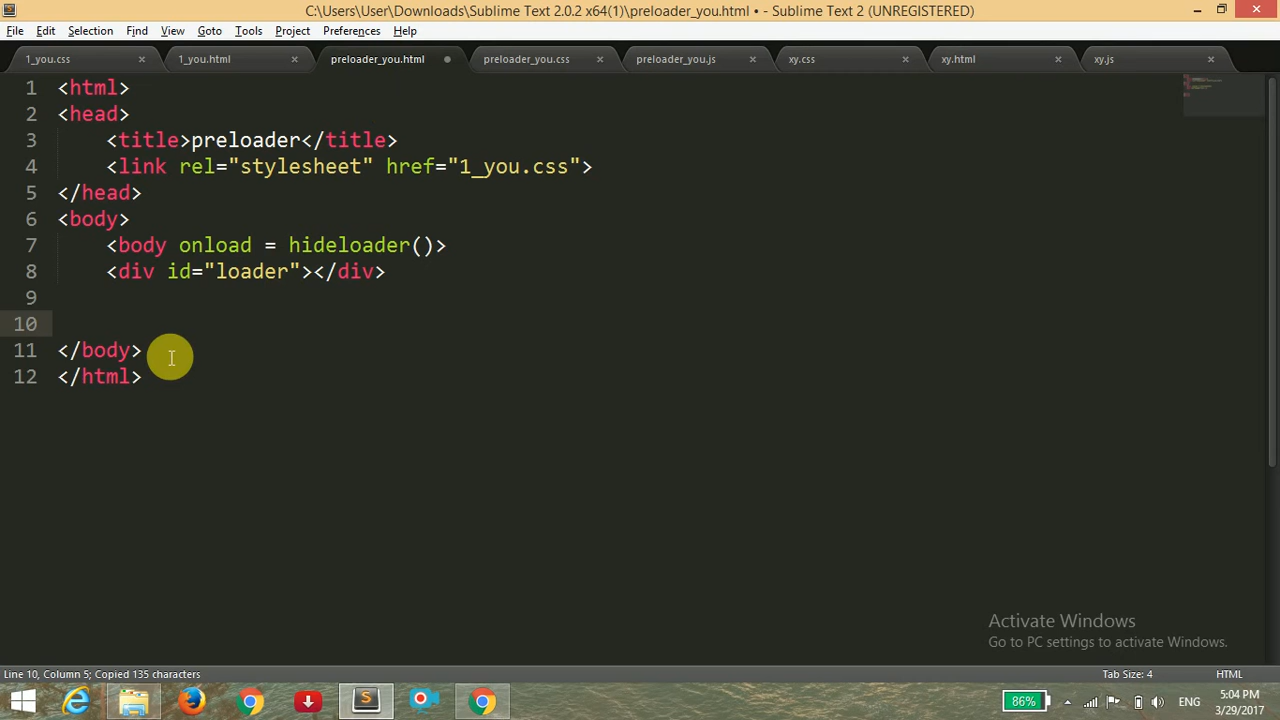 C:\Users\User\Downloads\Sublime Text 2.0.2 x64(1)\preloader_you.html • - Sublime Text 2 (UNREGISTERED)
File Edit Selection Find View Goto Tools Project Preferences Help
1_you.css 1_you.html preloader_you.html preloader_you.css preloader_you.js xy.css xy.html xy.js
1 <html>
2 <head>
3 <title>preloader</title>
4 <link rel="stylesheet" href="1_you.css">
5 </head>
6 <body>
7 <body onload = hideloader()>
8 <div id="loader"></div>
9
10
11 </body>
12 </html>
Activate Windows
Go to PC settings to activate Windows.
Line 10, Column 5; Copied 135 characters
Tab Size: 4 HTML
86% ENG 5:04 PM
3/29/2017